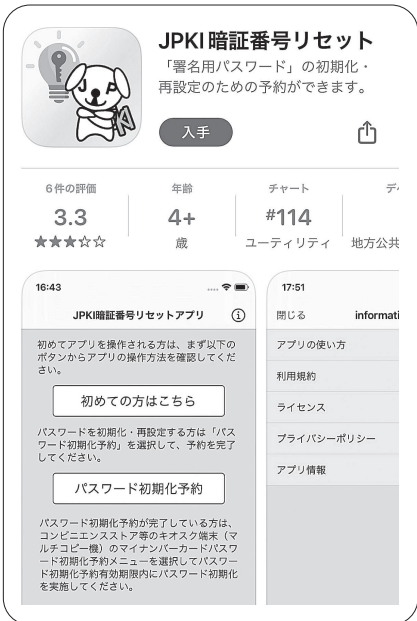 JPKI暗証番号リセット
「署名用パスワード」の初期化・
再設定のための予約ができます。
入手
6件の評価
3.3
★★★☆☆
年齢
4+
歳
チャート
#114
ユーティリティ
デベ
地方公共
16:43
JPKI暗証番号リセットアプリ
初めてアプリを操作される方は、まず以下の
ボタンからアプリの操作方法を確認してくだ
さい。
初めての方はこちら
パスワードを初期化・再設定する方は「パス
ワード初期化予約」を選択して、予約を完了
してください。
パスワード初期化予約
パスワード初期化予約が完了している方は、
コンビニエンスストア等のキオスク端末（マ
ルチコピー機）のマイナンバーカードパスワ
ード初期化予約メニューを選択してパスワー
ド初期化予約有効期限内にパスワード初期化
を実施してください。
17:51
閉じる
informati
アプリの使い方
利用規約
ライセンス
プライバシーポリシー
アプリ情報